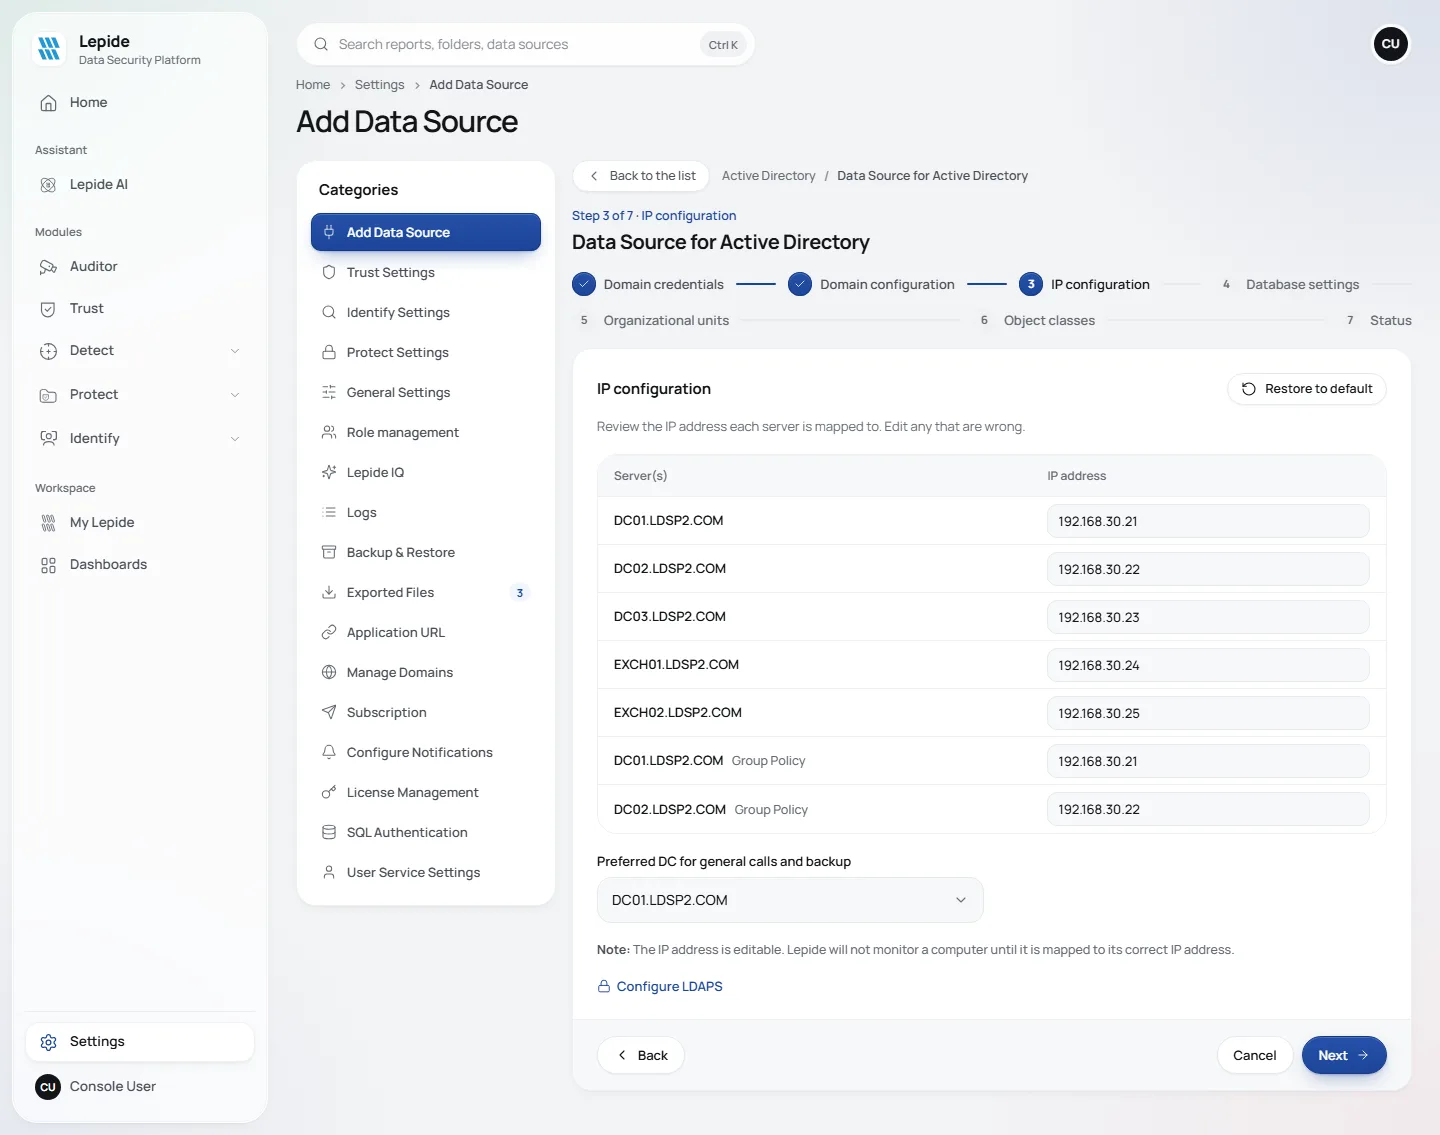 Lepide
Data Security Platform
Home
Assistant
Lepide AI
Modules
Auditor
Trust
Detect
Protect
Identify
Workspace
My Lepide
Dashboards
Settings
CU
Console User
Search reports, folders, data sources
Ctrl K
CU
Home > Settings > Add Data Source
Add Data Source
Categories
Add Data Source
Trust Settings
Identify Settings
Protect Settings
General Settings
Role management
Lepide IQ
Logs
Backup & Restore
Exported Files 3
Application URL
Manage Domains
Subscription
Configure Notifications
License Management
SQL Authentication
User Service Settings
Back to the list Active Directory / Data Source for Active Directory
Step 3 of 7 · IP configuration
Data Source for Active Directory
Domain credentials Domain configuration 3 IP configuration 4 Database settings
5 Organizational units 6 Object classes 7 Status
IP configuration
Restore to default
Review the IP address each server is mapped to. Edit any that are wrong.
Server(s) IP address
DC01.LDSP2.COM 192.168.30.21
DC02.LDSP2.COM 192.168.30.22
DC03.LDSP2.COM 192.168.30.23
EXCH01.LDSP2.COM 192.168.30.24
EXCH02.LDSP2.COM 192.168.30.25
DC01.LDSP2.COM Group Policy 192.168.30.21
DC02.LDSP2.COM Group Policy 192.168.30.22
Preferred DC for general calls and backup
DC01.LDSP2.COM
Note: The IP address is editable. Lepide will not monitor a computer until it is mapped to its correct IP address.
Configure LDAPS
Back
Cancel
Next